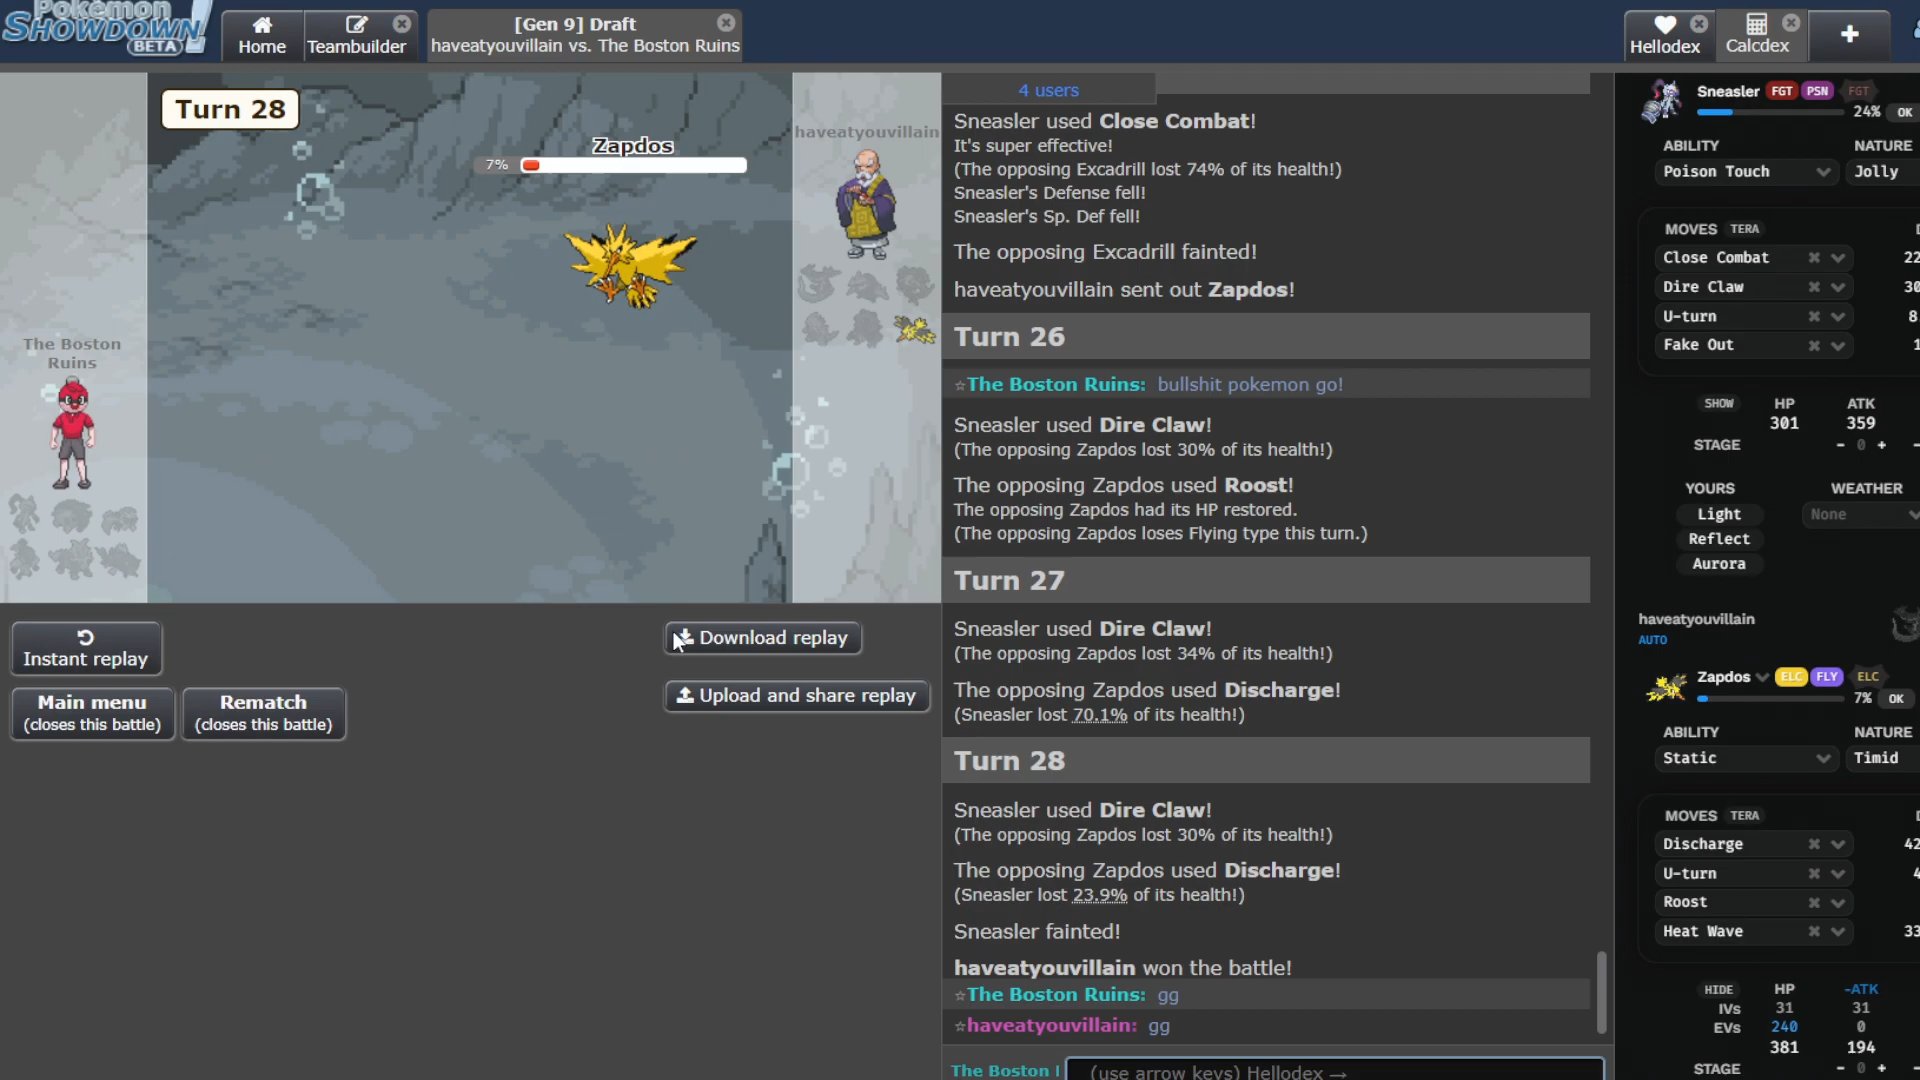 Pokémon
SHOWDOWN!
BETA
Home
Teambuilder
[Gen 9] Draft
haveatyouvillain vs. The Boston Ruins
Hellodex
Calcdex
Turn 28
Zapdos
7%
haveatyouvillain
The Boston
Ruins
Instant replay
Download replay
Upload and share replay
Main menu
(closes this battle)
Rematch
(closes this battle)
4 users
Sneasler used Close Combat!
It's super effective!
(The opposing Excadrill lost 74% of its health!)
Sneasler's Defense fell!
Sneasler's Sp. Def fell!
The opposing Excadrill fainted!
haveatyouvillain sent out Zapdos!
Turn 26
☆The Boston Ruins: bullshit pokemon go!
Sneasler used Dire Claw!
(The opposing Zapdos lost 30% of its health!)
The opposing Zapdos used Roost!
The opposing Zapdos had its HP restored.
(The opposing Zapdos loses Flying type this turn.)
Turn 27
Sneasler used Dire Claw!
(The opposing Zapdos lost 34% of its health!)
The opposing Zapdos used Discharge!
(Sneasler lost 70.1% of its health!)
Turn 28
Sneasler used Dire Claw!
(The opposing Zapdos lost 30% of its health!)
The opposing Zapdos used Discharge!
(Sneasler lost 23.9% of its health!)
Sneasler fainted!
haveatyouvillain won the battle!
☆The Boston Ruins: gg
☆haveatyouvillain: gg
The Boston
(use arrow keys) Hellodex →
Sneasler FGT PSN FGT
24% OK
ABILITY NATURE
Poison Touch Jolly
MOVES TERA
Close Combat 22
Dire Claw 30
U-turn 8
Fake Out 1
SHOW HP ATK
301 359
STAGE - 0 +
YOURS WEATHER
Light None
Reflect
Aurora
haveatyouvillain
AUTO
Zapdos ELC FLY ELC
7% OK
ABILITY NATURE
Static Timid
MOVES TERA
Discharge 42
U-turn 4
Roost
Heat Wave 33
HIDE HP -ATK
IVs 31 31
EVs 240 0
381 194
STAGE - 0 +